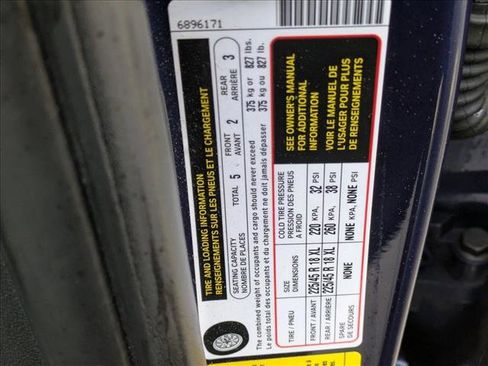 6896171
TIRE AND LOADING INFORMATION
RENSEIGNEMENTS SUR LES PNEUS ET LE CHARGEMENT
SEATING CAPACITY
NOMBRE DE PLACES
TOTAL 5 FRONT AVANT 2 REAR ARRIÈRE 3
The combined weight of occupants and cargo should never exceed 375 kg or 827 lbs.
Le poids total des occupants et du chargement ne doit jamais dépasser 375 kg ou 827 lb.
TIRE / PNEU SIZE DIMENSIONS COLD TIRE PRESSURE PRESSION DES PNEUS A FROID
FRONT / AVANT 225/45 R 18 XL 220 KPA, 32 PSI
REAR / ARRIÈRE 225/45 R 18 XL 260 KPA, 38 PSI
SPARE DE SECOURS NONE NONE KPA, NONE PSI
SEE OWNER'S MANUAL
FOR ADDITIONAL
INFORMATION
VOIR LE MANUEL DE
L'USAGER POUR PLUS
DE RENSEIGNEMENTS